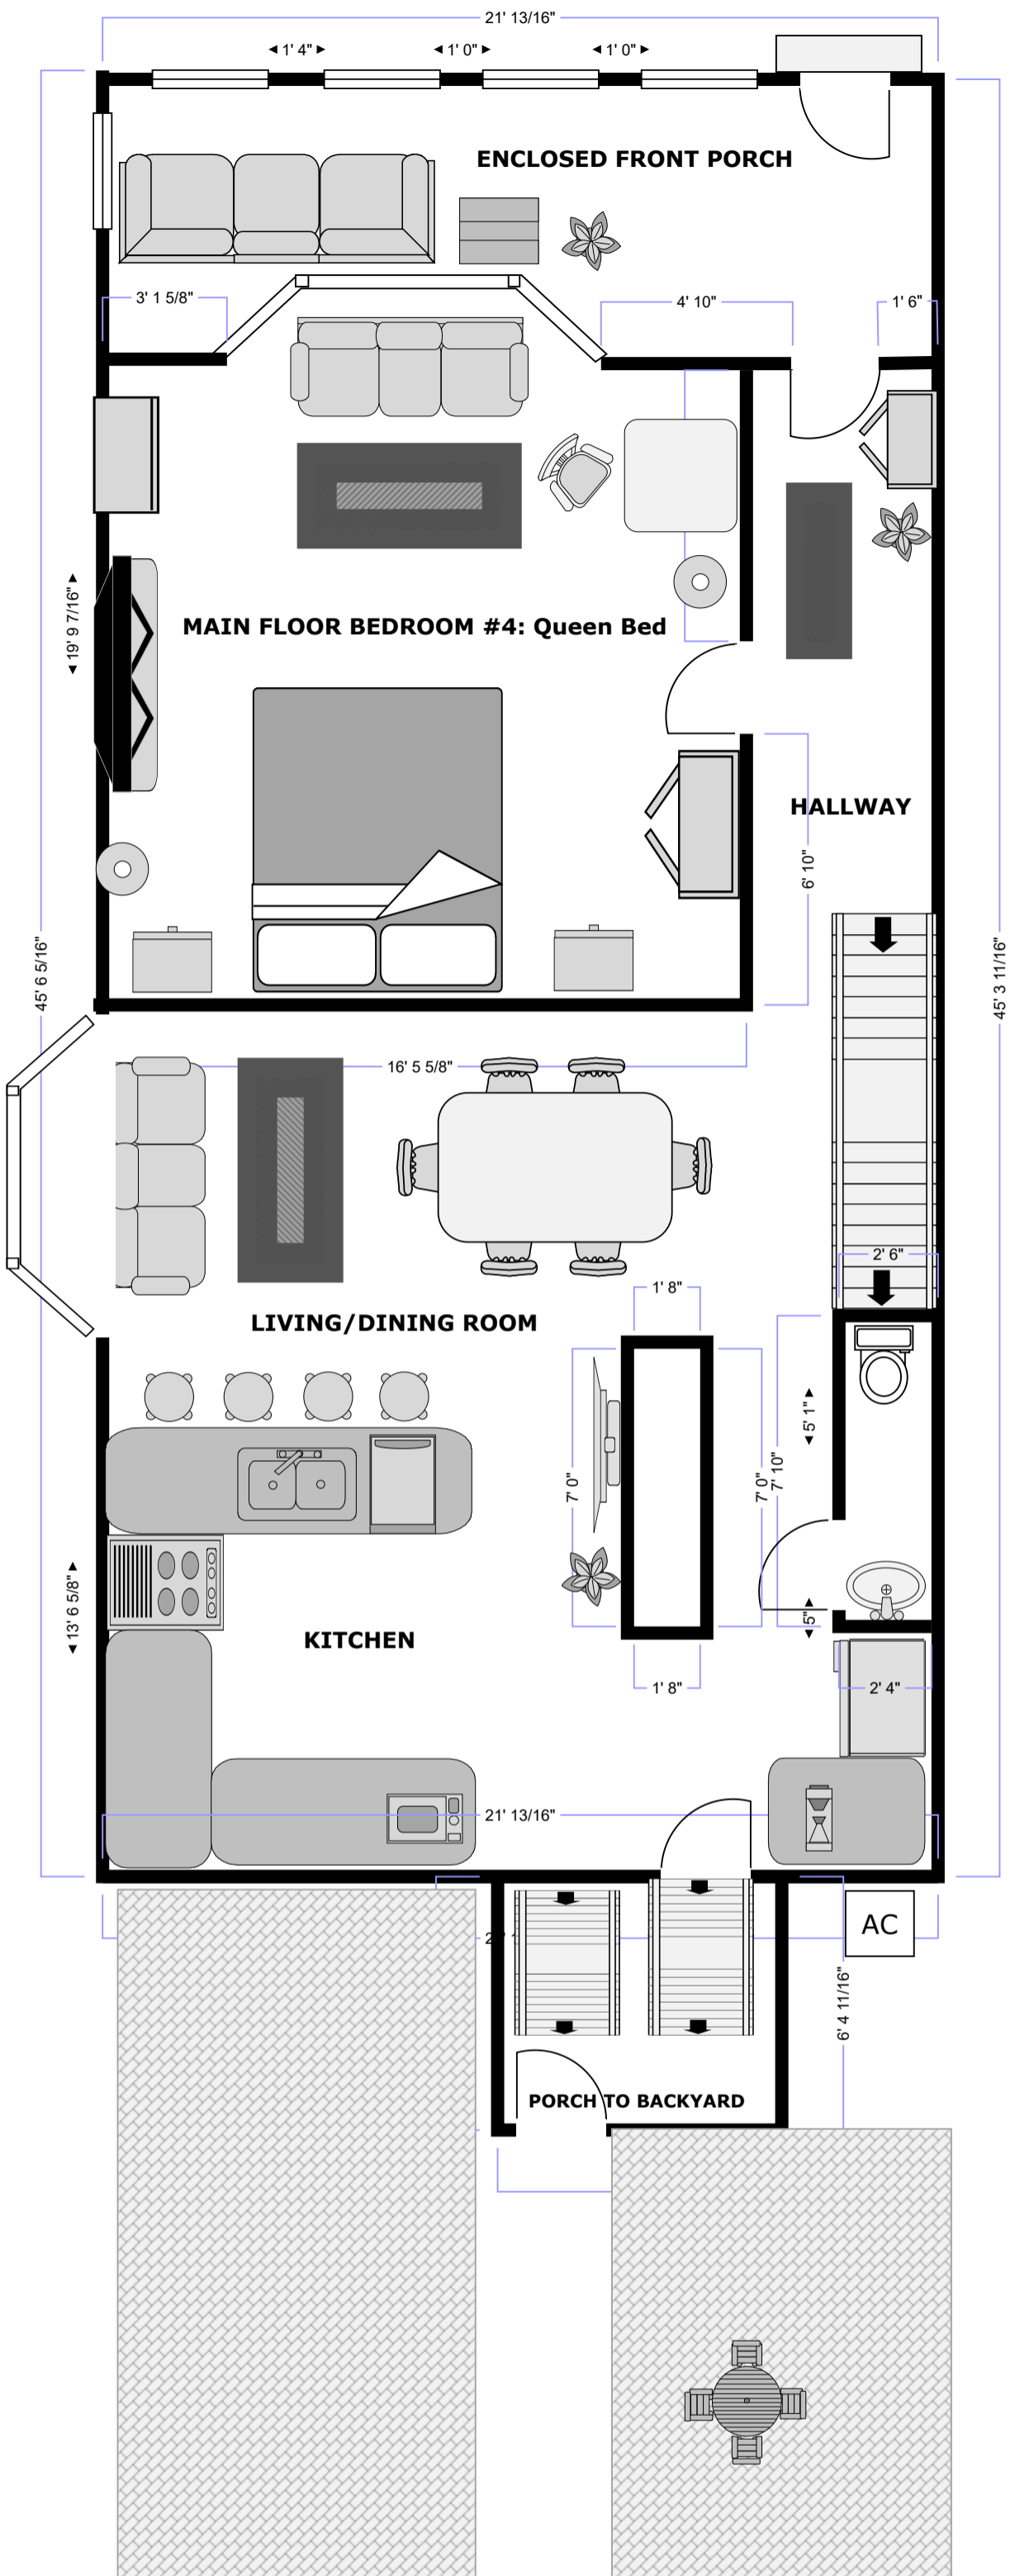 21' 13/16"
1' 4"
1' 0"
1' 0"
ENCLOSED FRONT PORCH
3' 1 5/8"
4' 10"
1' 6"
19' 9 7/16"
MAIN FLOOR BEDROOM #4: Queen Bed
HALLWAY
6' 10"
45' 6 5/16"
45' 3 11/16"
16' 5 5/8"
2' 6"
1' 8"
LIVING/DINING ROOM
5' 1"
7' 0"
7' 0"
7' 10"
13' 6 5/8"
5"
KITCHEN
1' 8"
2' 4"
21' 13/16"
AC
6' 4 11/16"
PORCH TO BACKYARD